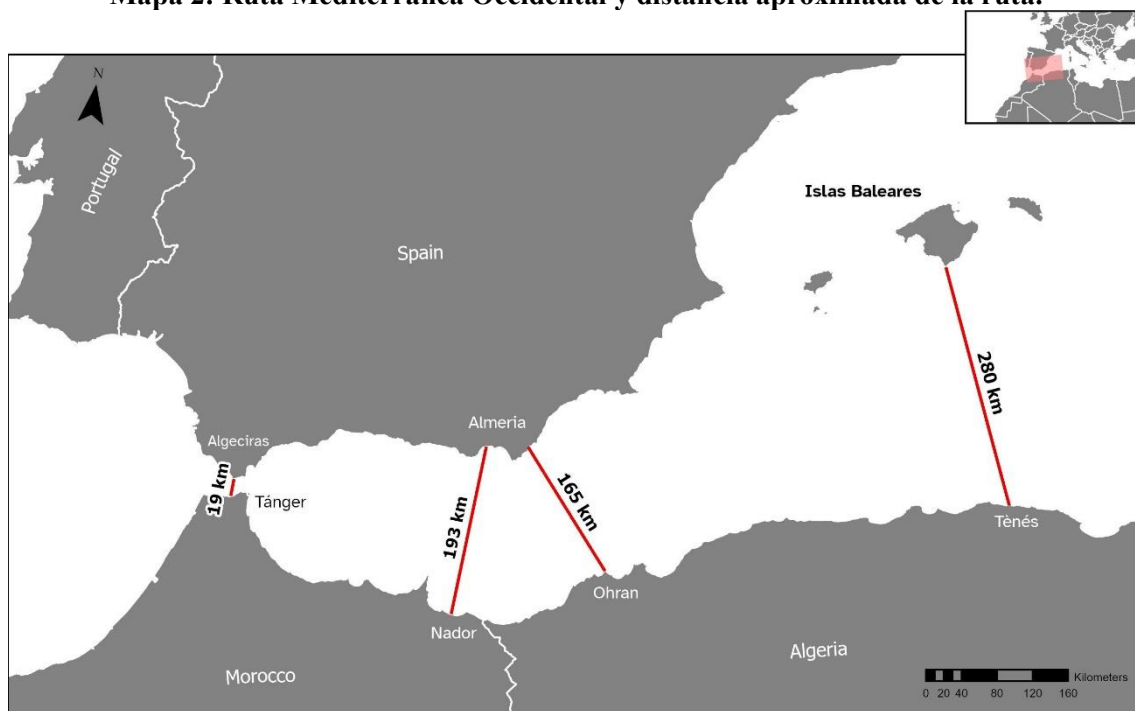 Mapa 2: Ruta Mediterránea Occidental y distancia aproximada de la ruta.
N
Portugal
Spain
Islas Baleares
280 km
Almeria
Algeciras
19 km
Tánger
193 km
165 km
Tènés
Ohran
Nador
Algeria
Morocco
Kilometers
0 20 40 80 120 160